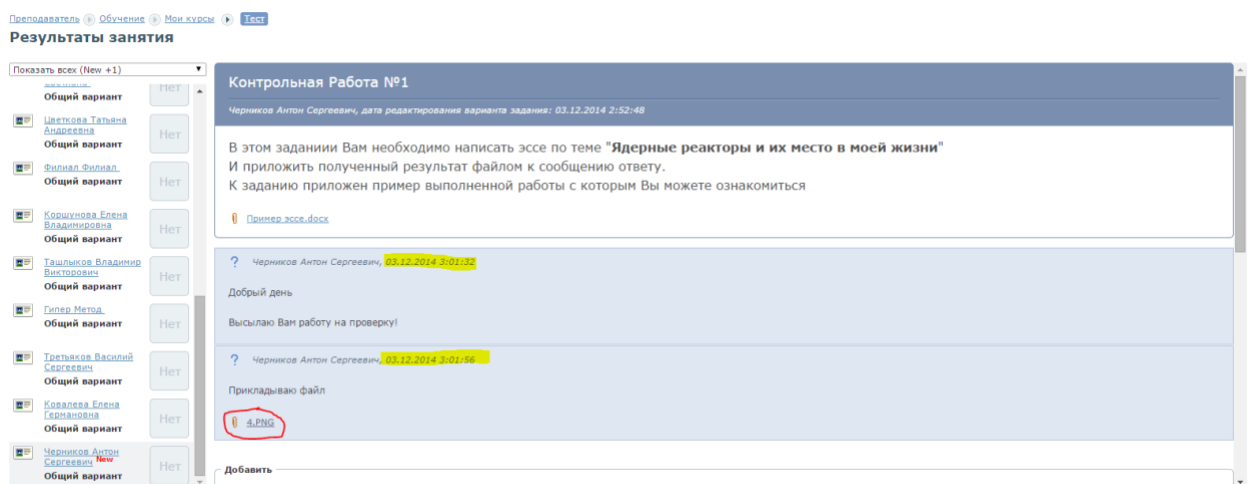 Преподаватель Обучение Мои курсы Тест
Результаты занятия
Показать всех (New +1)
Нет
Общий вариант
Цветкова Татьяна
Андреевна
Нет
Общий вариант
Филиал Филиал
Общий вариант
Нет
Коршунова Елена
Владимировна
Нет
Общий вариант
Ташлыков Владимир
Викторович
Нет
Общий вариант
Гипер Метод
Общий вариант
Нет
Третьяков Василий
Сергеевич
Нет
Общий вариант
Ковалева Елена
Германовна
Нет
Общий вариант
Черников Антон
Сергеевич New
Нет
Общий вариант
Контрольная Работа №1
Черников Антон Сергеевич, дата редактирования варианта задания: 03.12.2014 2:52:48
В этом заданиии Вам необходимо написать эссе по теме "Ядерные реакторы и их место в моей жизни"
И приложить полученный результат файлом к сообщению ответу.
К заданию приложен пример выполненной работы с которым Вы можете ознакомиться
Пример эссе.docx
? Черников Антон Сергеевич, 03.12.2014 3:01:32
Добрый день
Высылаю Вам работу на проверку!
? Черников Антон Сергеевич, 03.12.2014 3:01:56
Прикладываю файл
4.PNG
Добавить